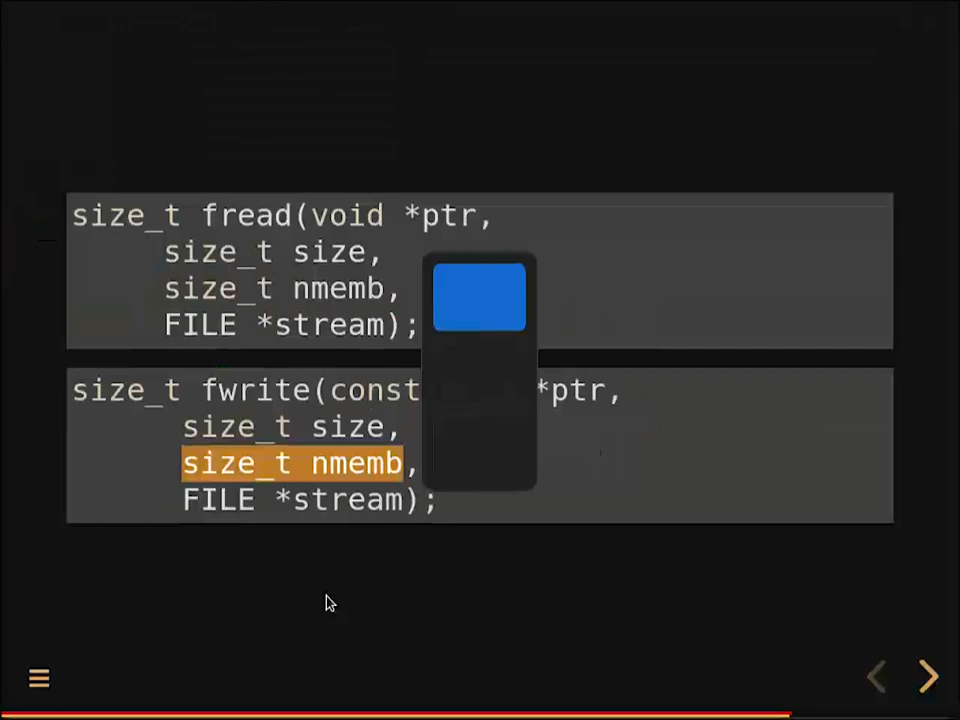 size_t fread(void *ptr,
size_t size,
size_t nmemb,
FILE *stream);
size_t fwrite(const *ptr,
size_t size,
size_t nmemb,
FILE *stream);